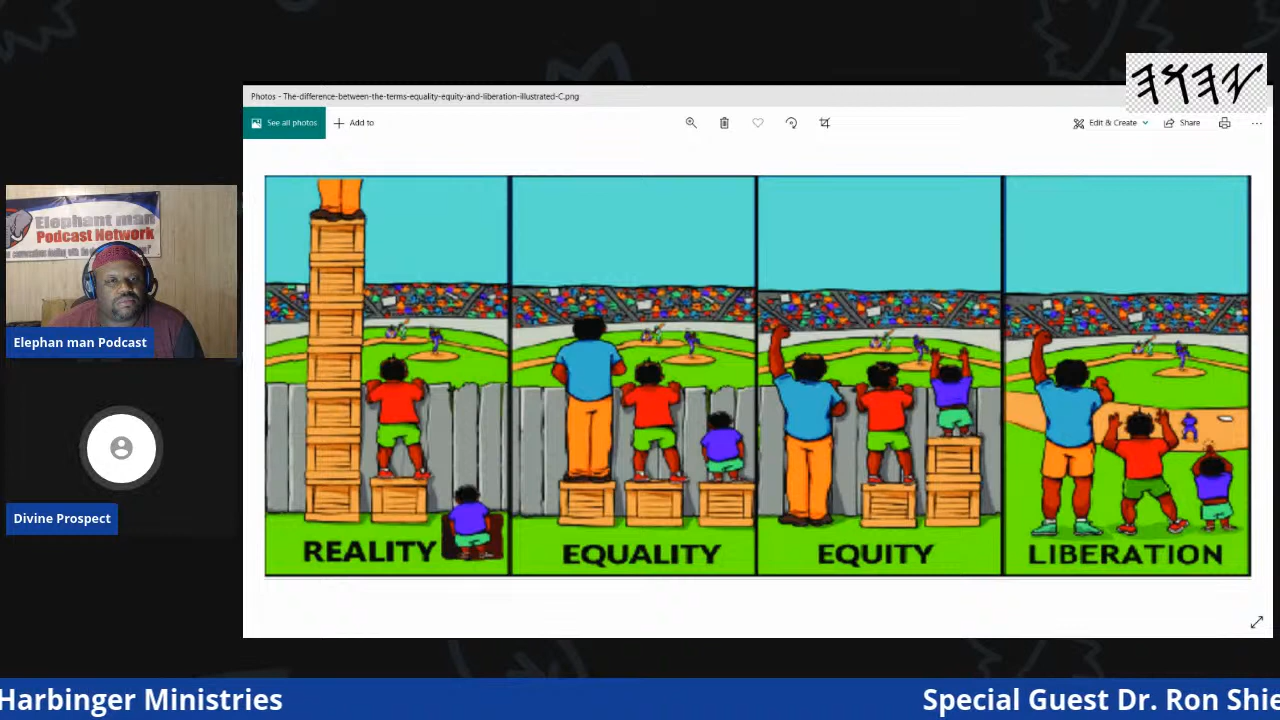 𐤉𐤄𐤅𐤄
Photos - The-difference-between-the-terms-equality-equity-and-liberation-illustrated-C.png
See all photos
Add to
Edit & Create
Share
Elephant man
Podcast Network
Elephan man Podcast
Divine Prospect
REALITY
EQUALITY
EQUITY
LIBERATION
Harbinger Ministries
Special Guest Dr. Ron Shie